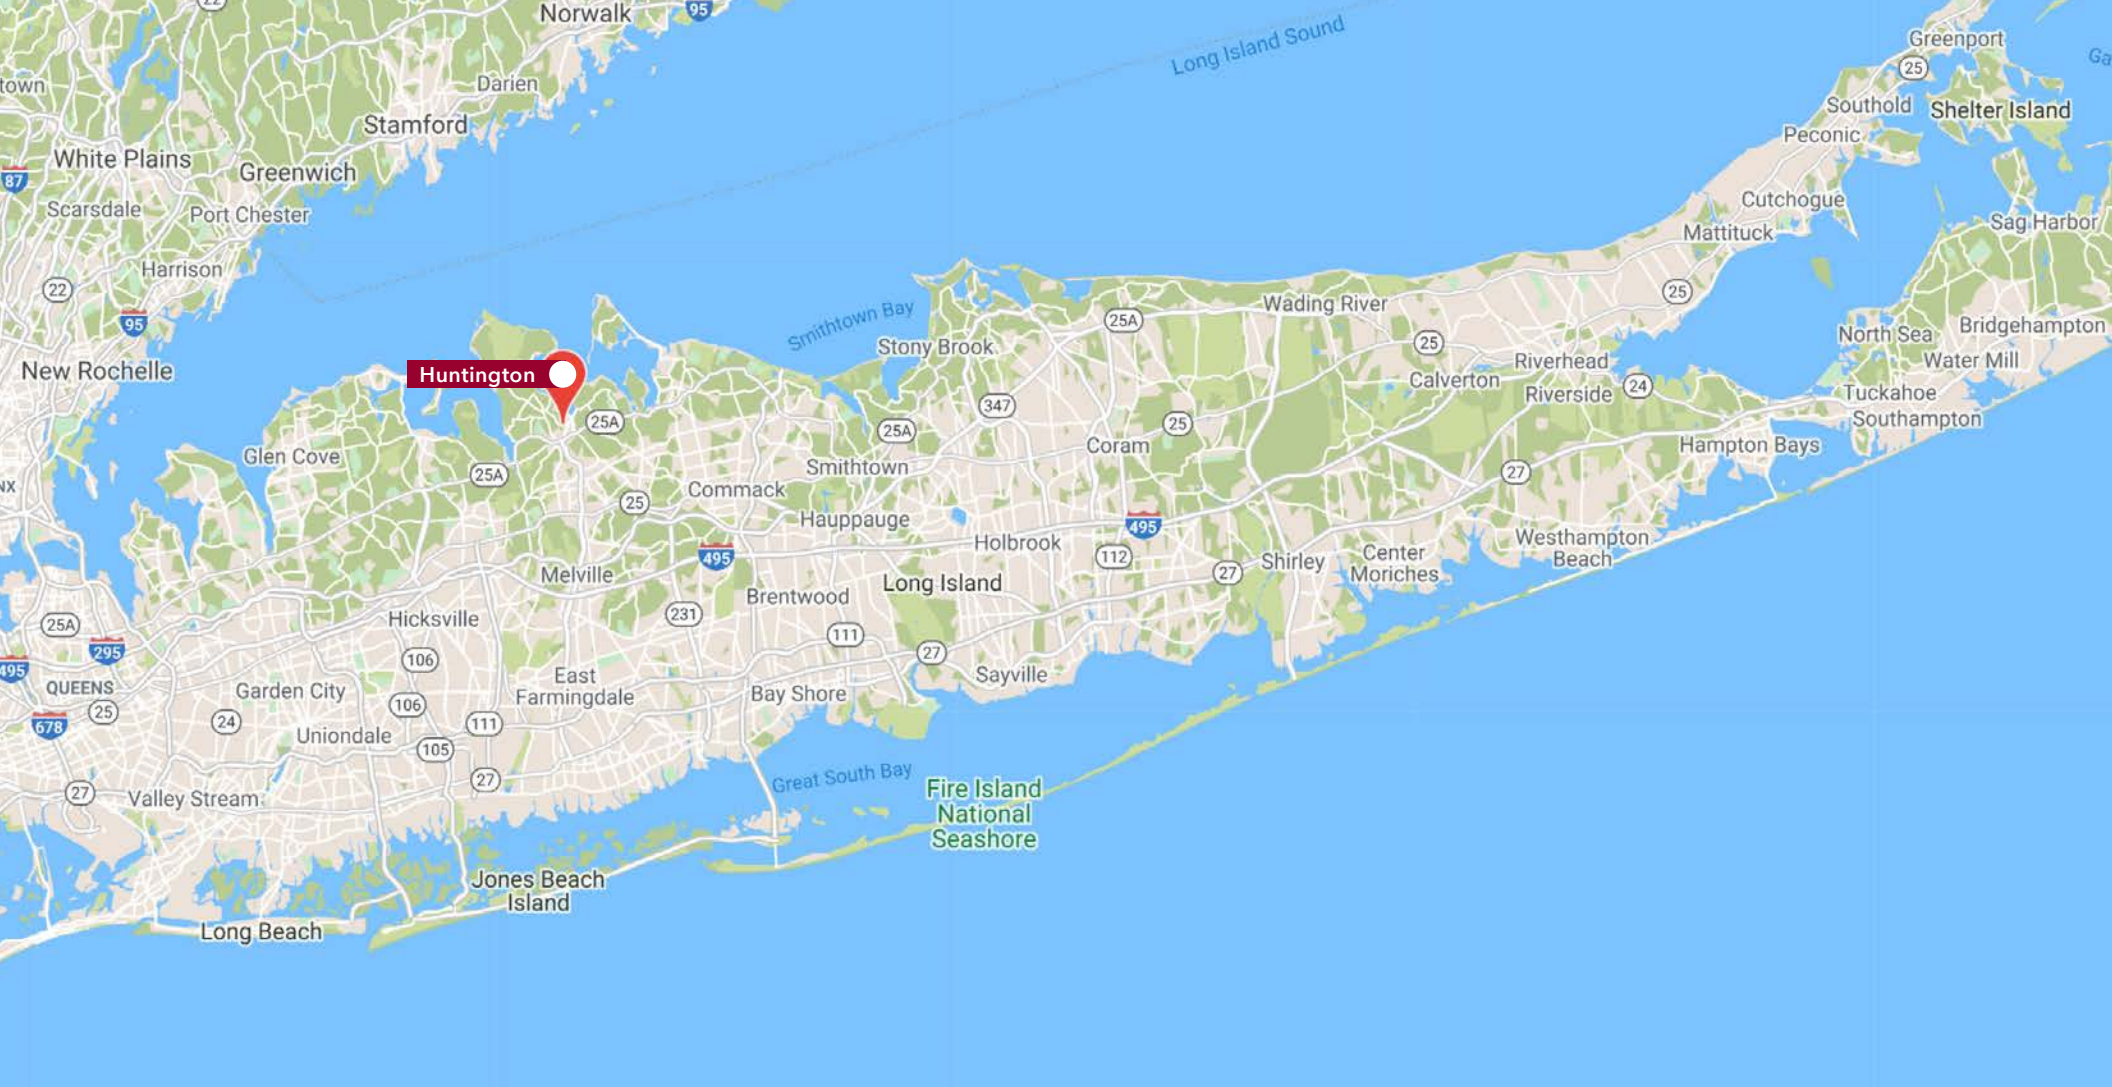 22
Norwalk
95
Long Island Sound
Greenport
25
Ga
town
Darien
Southold
Shelter Island
Stamford
Peconic
White Plains
87
Greenwich
Scarsdale
Port Chester
Cutchogue
Sag Harbor
Mattituck
Harrison
22
25
95
Smithtown Bay
25A
Wading River
North Sea
Bridgehampton
Stony Brook
25
Riverhead
Water Mill
New Rochelle
Huntington
Calverton
24
Riverside
Tuckahoe
347
25A
25
Southampton
25A
Coram
Hampton Bays
Glen Cove
Smithtown
25A
27
NX
Commack
25
Hauppauge
495
Holbrook
Westhampton
Beach
495
112
Shirley
Center
Moriches
27
Melville
Long Island
Brentwood
231
Hicksville
25A
111
295
27
106
495
QUEENS
Garden City
East
Farmingdale
Sayville
Bay Shore
106
25
24
111
678
Uniondale
105
27
Great South Bay
27
Valley Stream
Fire Island
National
Seashore
Jones Beach
Island
Long Beach